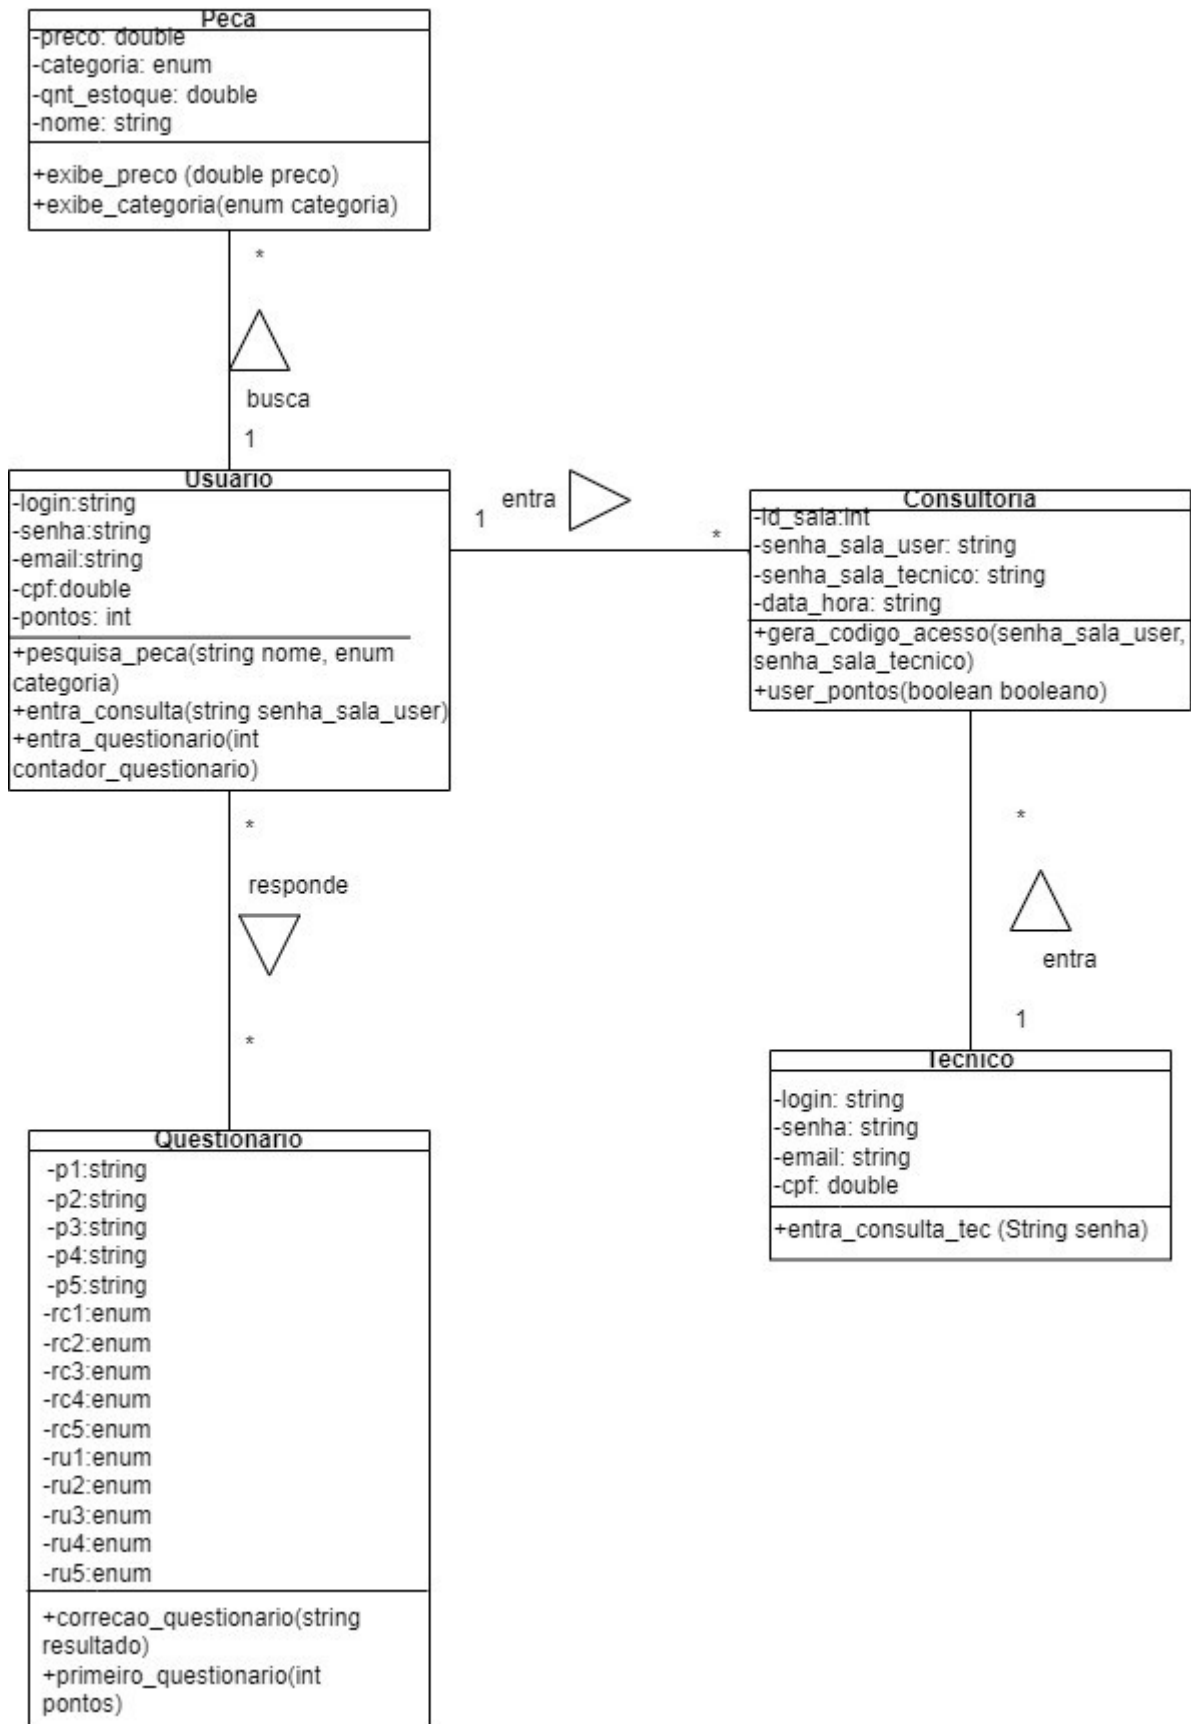 Peca
-preco: double
-categoria: enum
-qnt_estoque: double
-nome: string
+exibe_preco (double preco)
+exibe_categoria(enum categoria)
*
busca
1
Usuario
-login:string
-senha:string
-email:string
-cpf:double
-pontos: int
+pesquisa_peca(string nome, enum
categoria)
+entra_consulta(string senha_sala_user)
+entra_questionario(int
contador_questionario)
1
entra
*
Consultoria
-id_sala:int
-senha_sala_user: string
-senha_sala_tecnico: string
-data_hora: string
+gera_codigo_acesso(senha_sala_user,
senha_sala_tecnico)
+user_pontos(boolean booleano)
*
responde
*
*
entra
1
Tecnico
-login: string
-senha: string
-email: string
-cpf: double
+entra_consulta_tec (String senha)
Questionario
-p1:string
-p2:string
-p3:string
-p4:string
-p5:string
-rc1:enum
-rc2:enum
-rc3:enum
-rc4:enum
-rc5:enum
-ru1:enum
-ru2:enum
-ru3:enum
-ru4:enum
-ru5:enum
+correcao_questionario(string
resultado)
+primeiro_questionario(int
pontos)